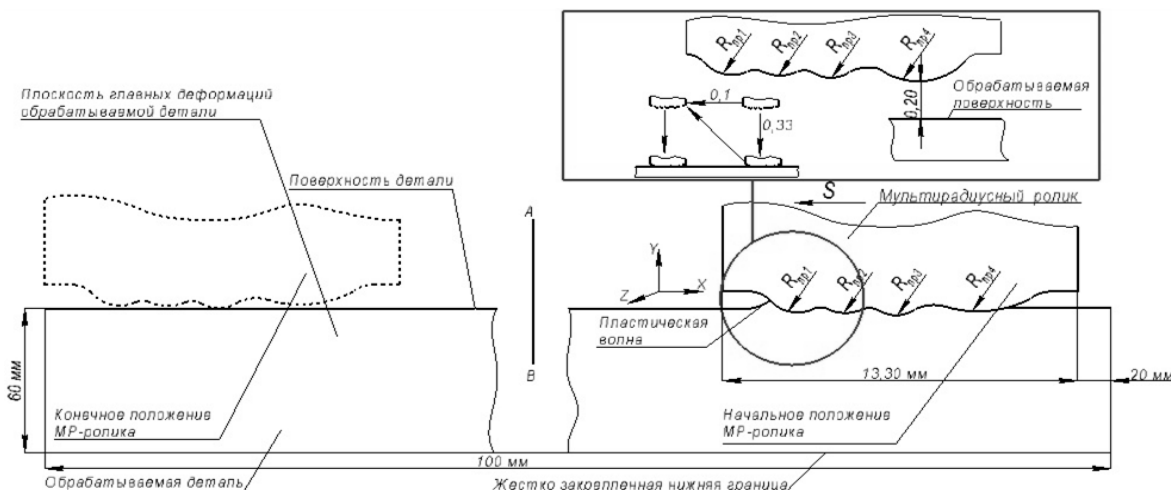 Rпр1
Rпр2
Rпр3
Rпр4
0,1
0,33
0,20
Обрабатываемая
поверхность
Плоскость главных деформаций
обрабатываемой детали
Поверхность детали
A
B
S
Мультирадиусный ролик
Y
X
Z
Rпр1
Rпр2
Rпр3
Rпр4
Пластическая
волна
60 мм
13,30 мм
20 мм
Конечное положение
МР-ролика
Начальное положение
МР-ролика
100 мм
Обрабатываемая деталь
Жестко закрепленная нижняя граница